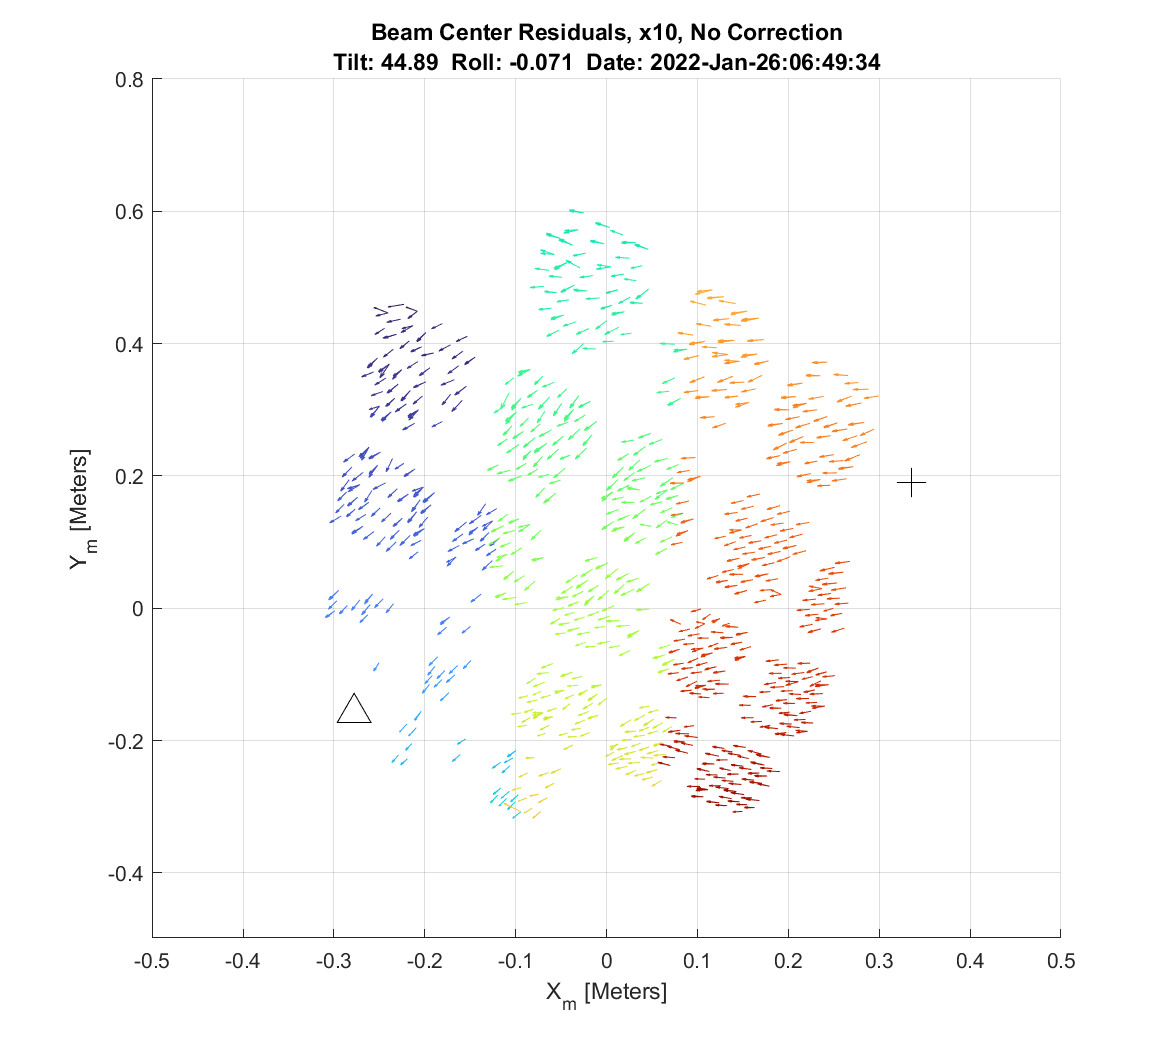 Beam Center Residuals, x10, No Correction
Tilt: 44.89  Roll: -0.071  Date: 2022-Jan-26:06:49:34
0.8
0.6
0.4
0.2
0
-0.2
-0.4
Y_m [Meters]
-0.5 -0.4 -0.3 -0.2 -0.1 0 0.1 0.2 0.3 0.4 0.5
X_m [Meters]